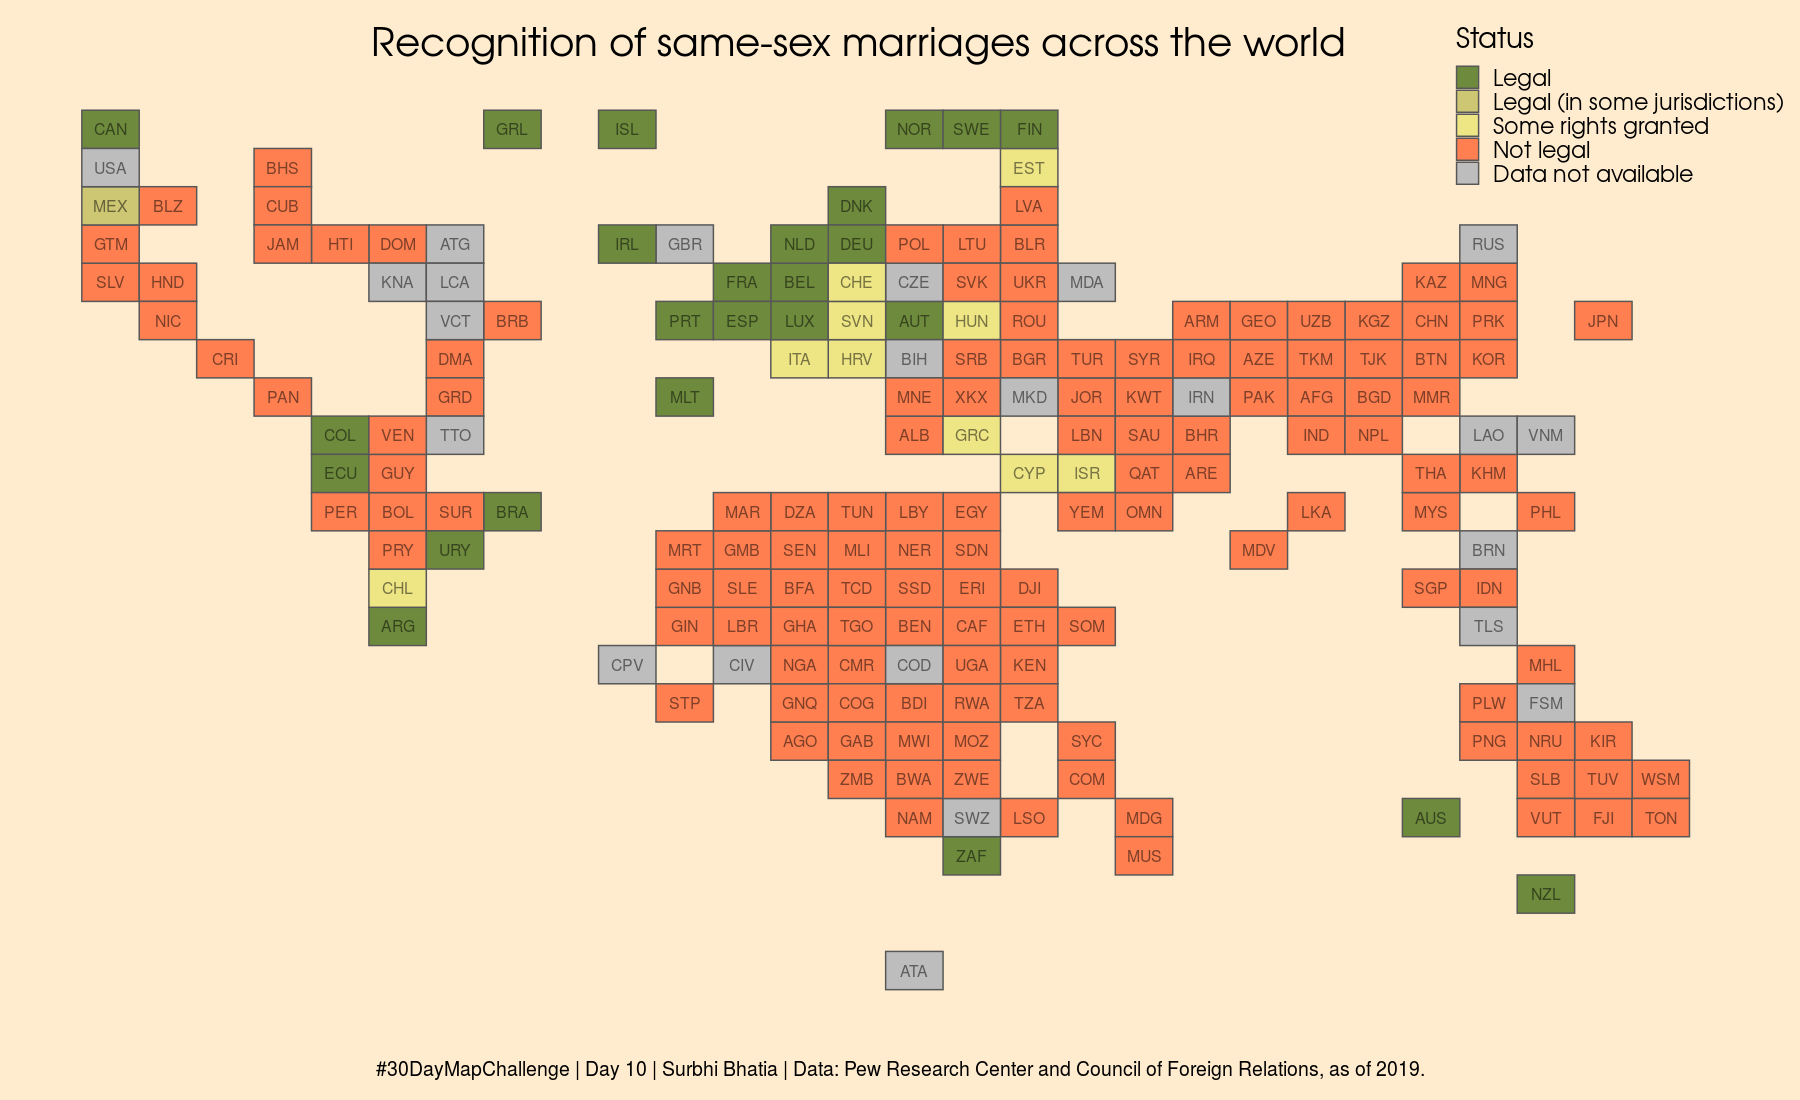 Recognition of same-sex marriages across the world
Status
Legal
Legal (in some jurisdictions)
Some rights granted
Not legal
Data not available
CAN GRL ISL NOR SWE FIN
USA BHS EST
MEX BLZ CUB DNK LVA
GTM JAM HTI DOM ATG IRL GBR NLD DEU POL LTU BLR RUS
SLV HND KNA LCA FRA BEL CHE CZE SVK UKR MDA KAZ MNG
NIC VCT BRB PRT ESP LUX SVN AUT HUN ROU ARM GEO UZB KGZ CHN PRK JPN
CRI DMA ITA HRV BIH SRB BGR TUR SYR IRQ AZE TKM TJK BTN KOR
PAN GRD MLT MNE XKX MKD JOR KWT IRN PAK AFG BGD MMR
COL VEN TTO ALB GRC LBN SAU BHR IND NPL LAO VNM
ECU GUY CYP ISR QAT ARE THA KHM
PER BOL SUR BRA MAR DZA TUN LBY EGY YEM OMN LKA MYS PHL
PRY URY MRT GMB SEN MLI NER SDN MDV BRN
CHL GNB SLE BFA TCD SSD ERI DJI SGP IDN
ARG GIN LBR GHA TGO BEN CAF ETH SOM TLS
CPV CIV NGA CMR COD UGA KEN MHL
STP GNQ COG BDI RWA TZA PLW FSM
AGO GAB MWI MOZ SYC PNG NRU KIR
ZMB BWA ZWE COM SLB TUV WSM
NAM SWZ LSO MDG AUS VUT FJI TON
ZAF MUS
NZL
ATA
#30DayMapChallenge | Day 10 | Surbhi Bhatia | Data: Pew Research Center and Council of Foreign Relations, as of 2019.